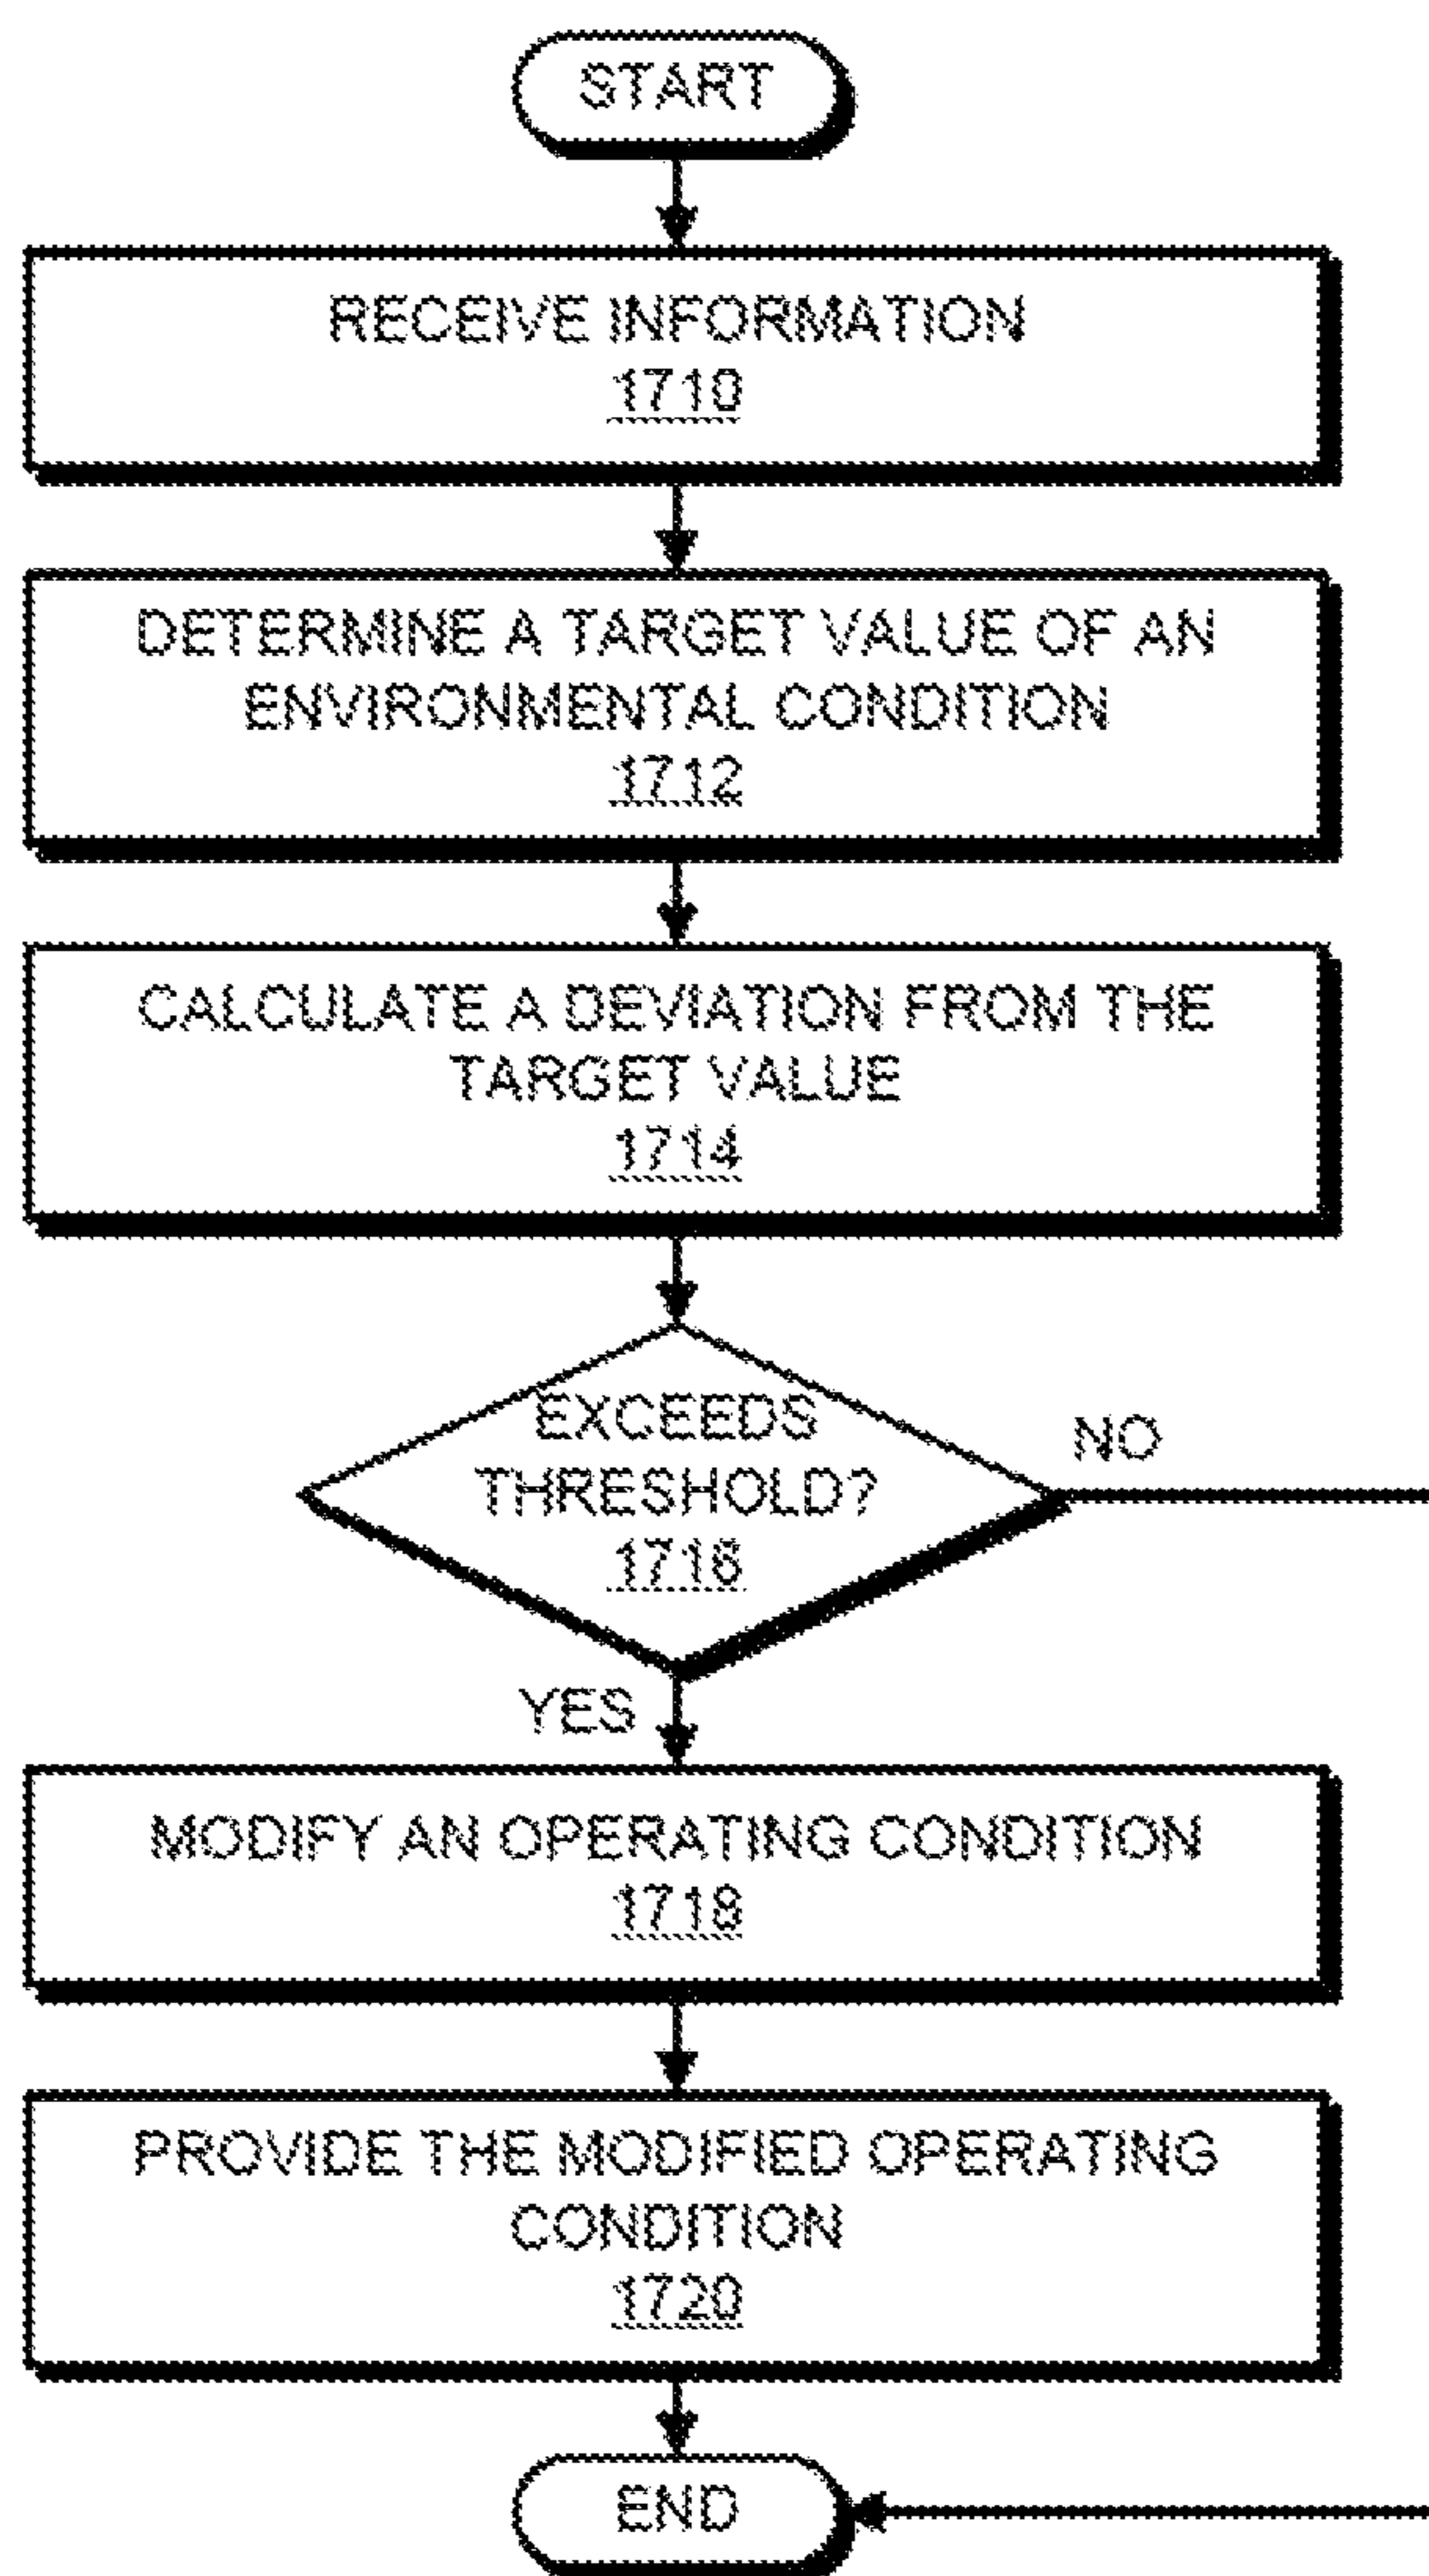 START
RECEIVE INFORMATION
1710
DETERMINE A TARGET VALUE OF AN
ENVIRONMENTAL CONDITION
1712
CALCULATE A DEVIATION FROM THE
TARGET VALUE
1714
EXCEEDS
THRESHOLD?
1716
NO
YES
MODIFY AN OPERATING CONDITION
1718
PROVIDE THE MODIFIED OPERATING
CONDITION
1720
END